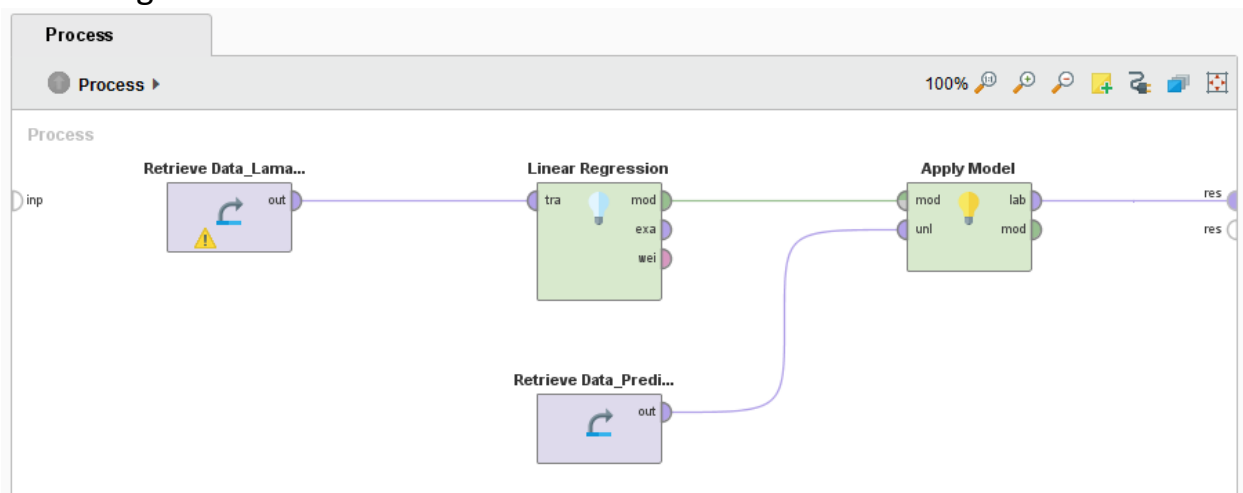 Process
Process
100%
Process
Retrieve Data_Lama...
Linear Regression
Apply Model
inp
out
tra
mod
mod
lab
res
exa
unl
mod
res
wei
Retrieve Data_Predi...
out